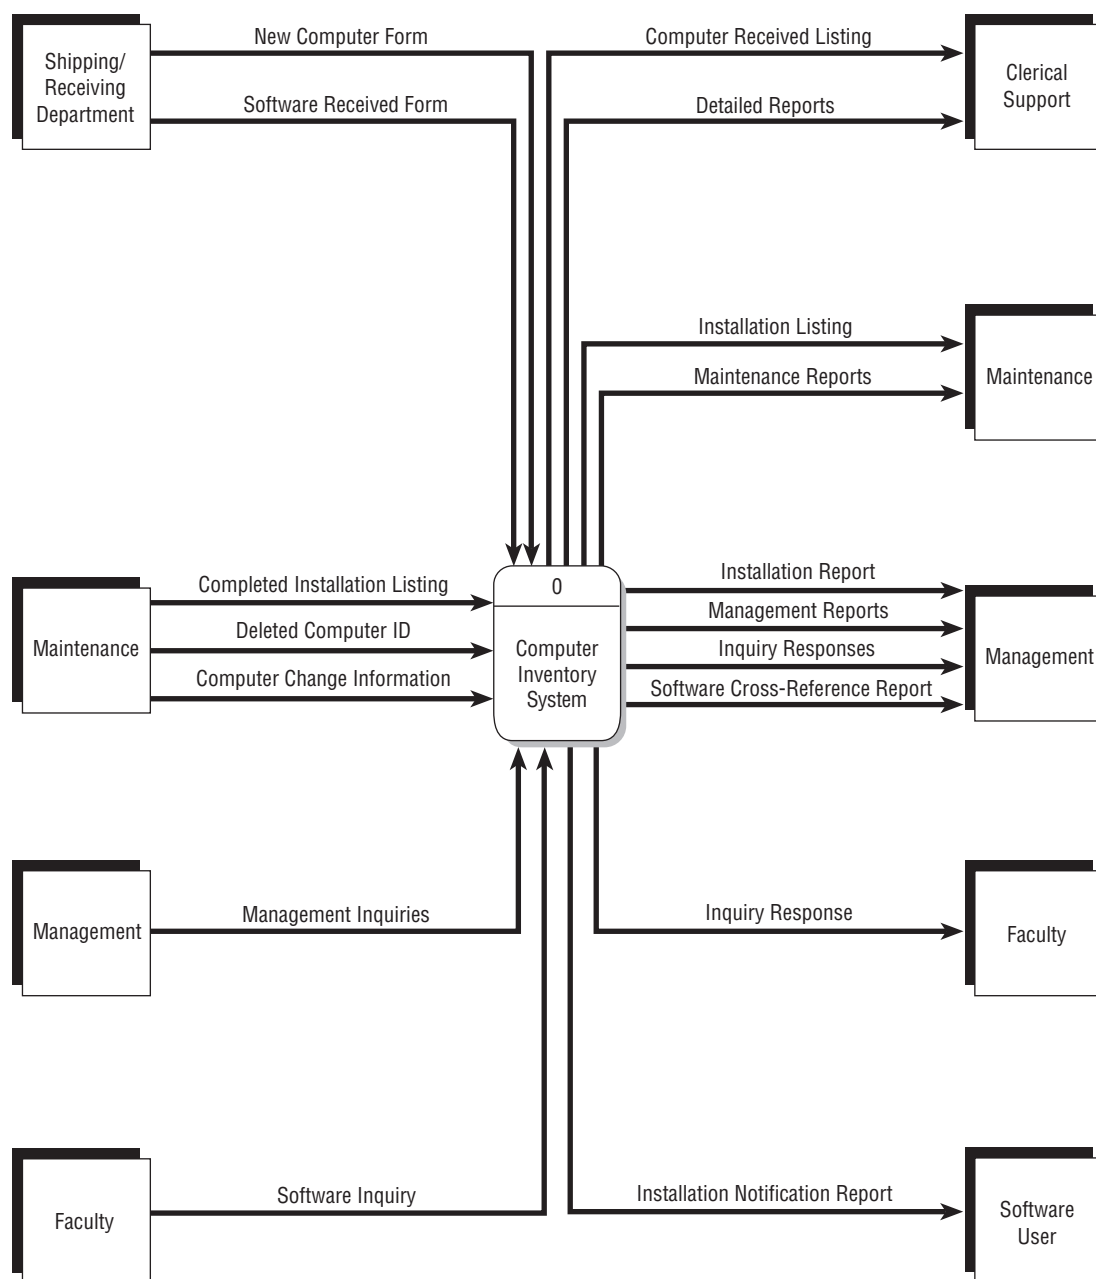 New Computer Form
Computer Received Listing
Shipping/
Receiving
Department
Clerical
Support
Software Received Form
Detailed Reports
Installation Listing
Maintenance Reports
Maintenance
Completed Installation Listing
Deleted Computer ID
Computer Change Information
Maintenance
0
Computer
Inventory
System
Installation Report
Management Reports
Inquiry Responses
Software Cross-Reference Report
Management
Management
Management Inquiries
Inquiry Response
Faculty
Faculty
Software Inquiry
Installation Notification Report
Software
User